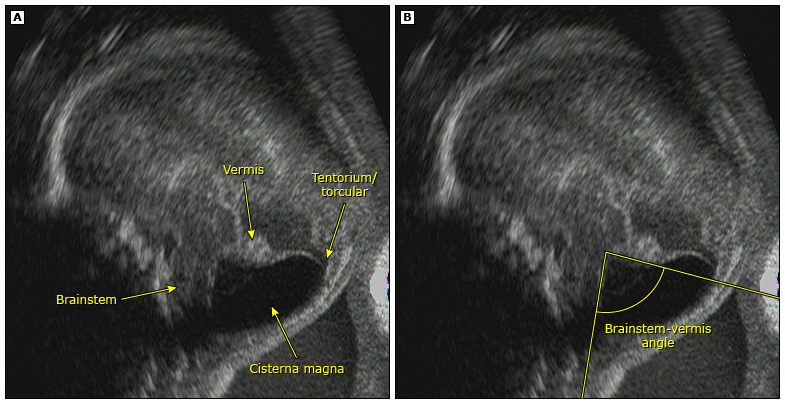 A
Vermis
Tentorium/
torcular
Brainstem
Cisterna magna
B
Brainstem-vermis
angle